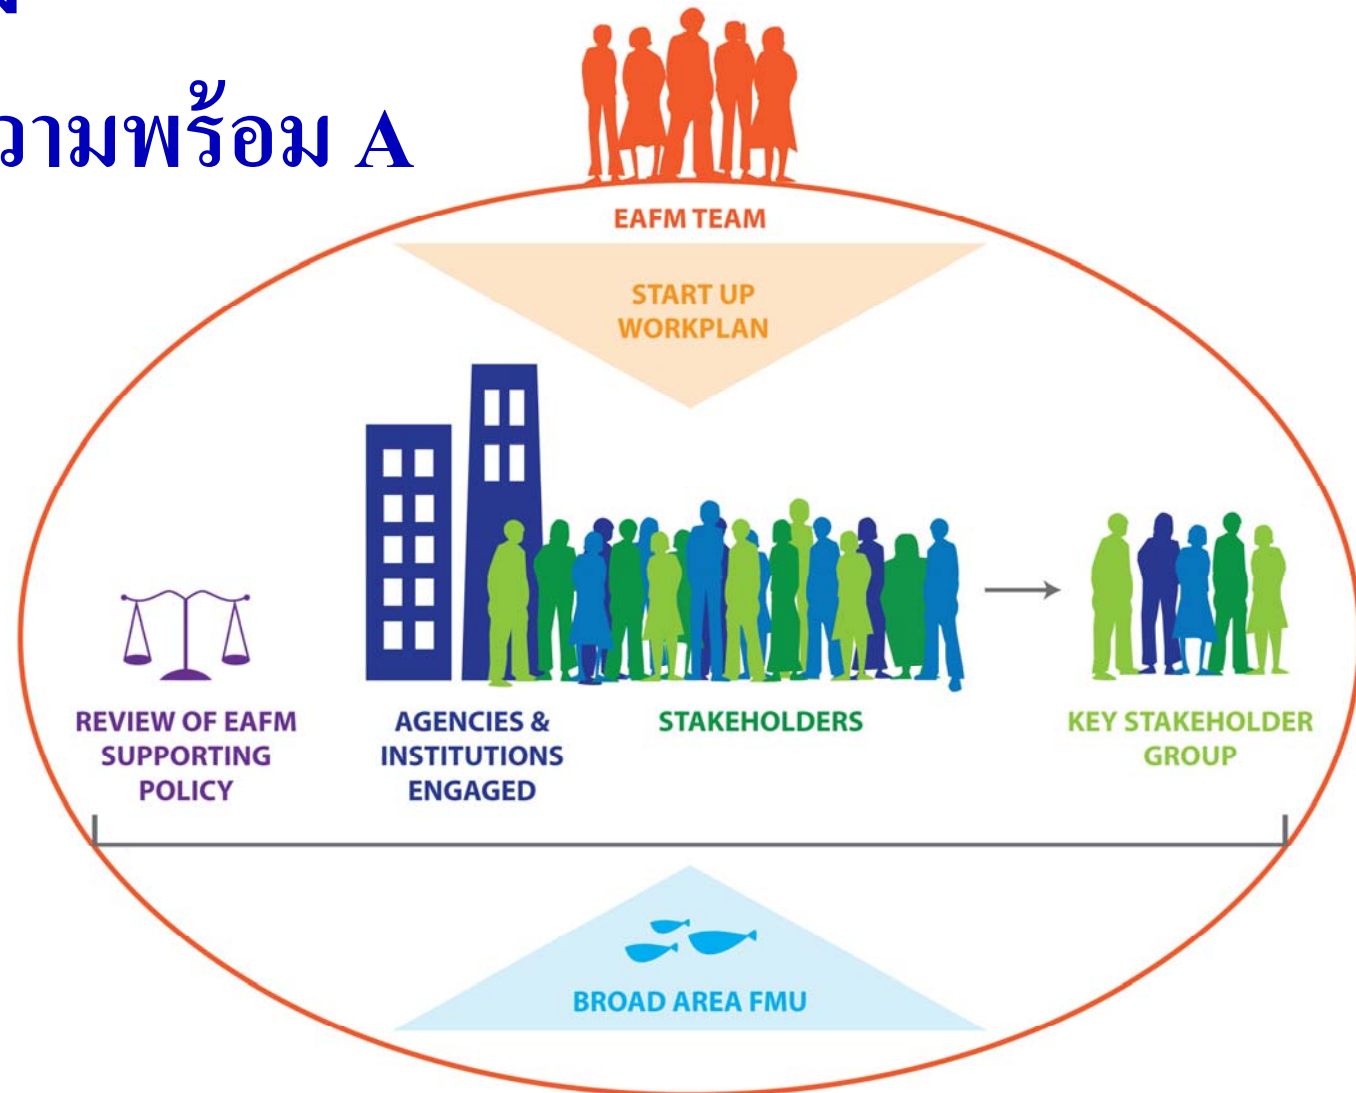 วามพร้อม A
EAFM TEAM
START UP
WORKPLAN
REVIEW OF EAFM
SUPPORTING
POLICY
AGENCIES &
INSTITUTIONS
ENGAGED
STAKEHOLDERS
KEY STAKEHOLDER
GROUP
BROAD AREA FMU